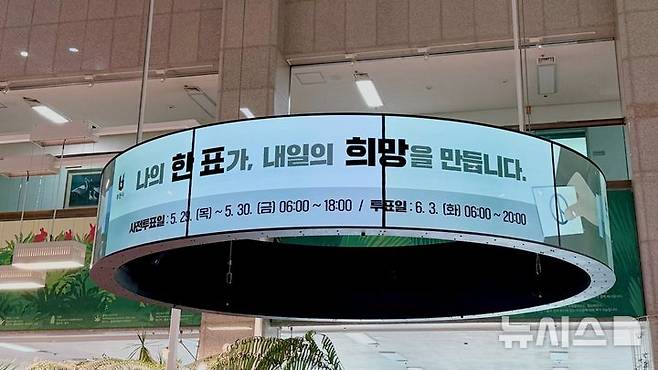 나의 한 표가, 내일의 희망을 만듭니다.
사전투표일 : 5. 29. (목) ~ 5. 30. (금) 06:00 ~ 18:00 / 투표일 : 6. 3. (화) 06:00 ~ 20:00
뉴시스